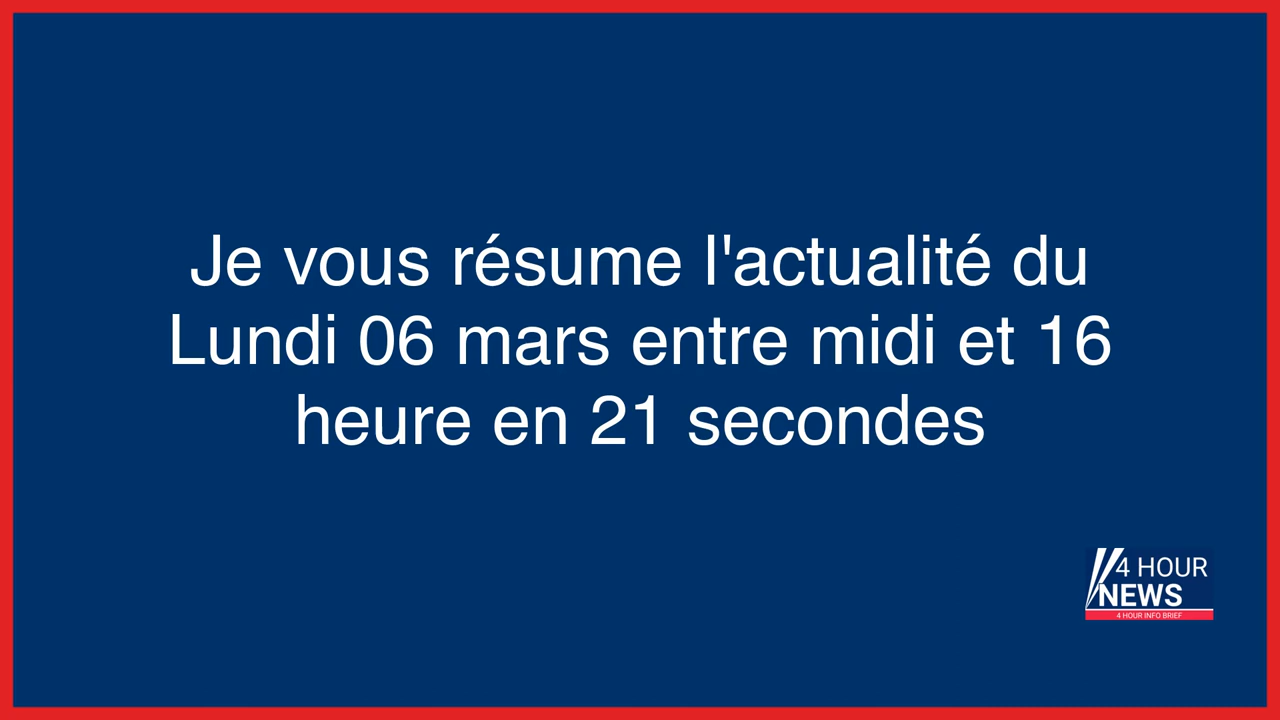 Je vous résume l'actualité du
Lundi 06 mars entre midi et 16
heure en 21 secondes
4 HOUR
NEWS
4 HOUR INFO BRIEF